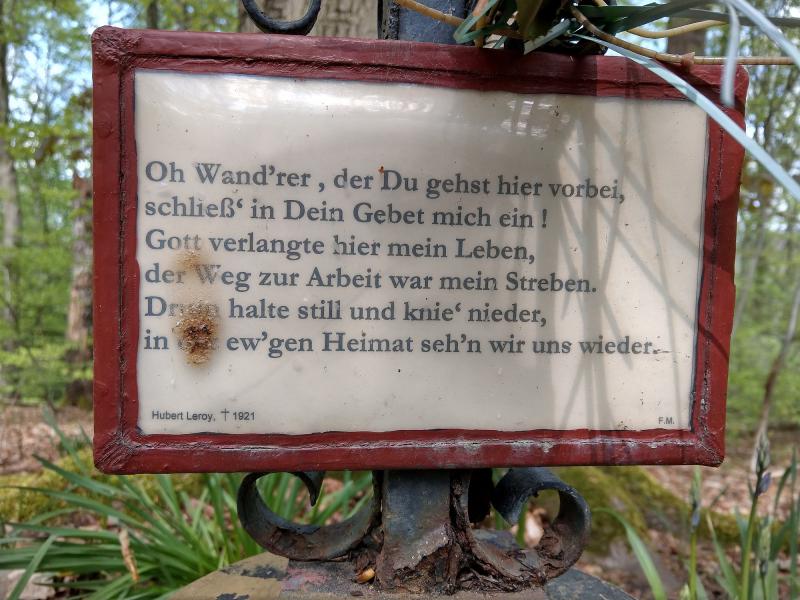 Oh Wand'rer , der Du gehst hier vorbei,
schließ' in Dein Gebet mich ein !
Gott verlangte hier mein Leben,
der Weg zur Arbeit war mein Streben.
halte still und knie' nieder,
in ew'gen Heimat seh'n wir uns wieder.
Hubert Leroy, † 1921
F.M.